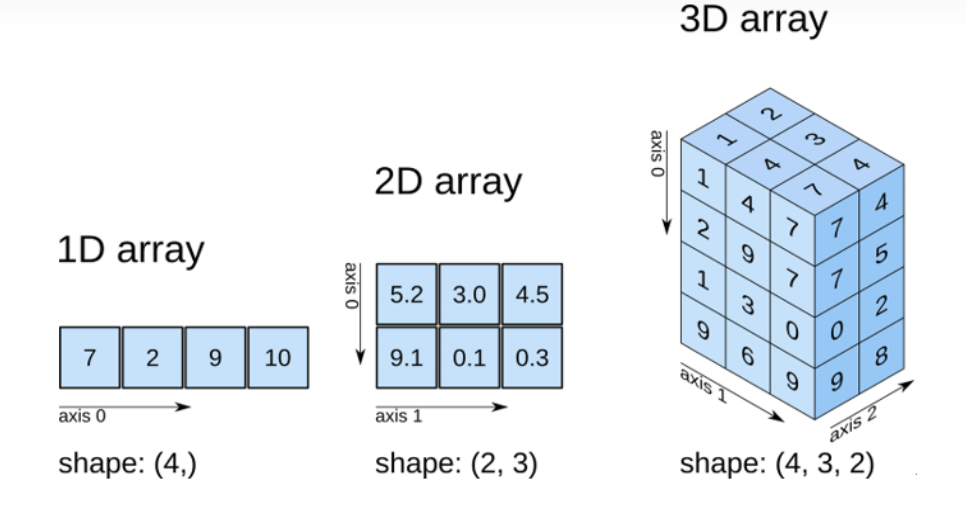 1D array
7 2 9 10
axis 0
shape: (4,)
2D array
axis 0
5.2 3.0 4.5
9.1 0.1 0.3
axis 1
shape: (2, 3)
3D array
axis 0
2
1 3
4 4
7
1 4 7 7 4
2 9 7 7 5
1 3 0 0 2
9 6 9 9 8
axis 1
axis 2
shape: (4, 3, 2)